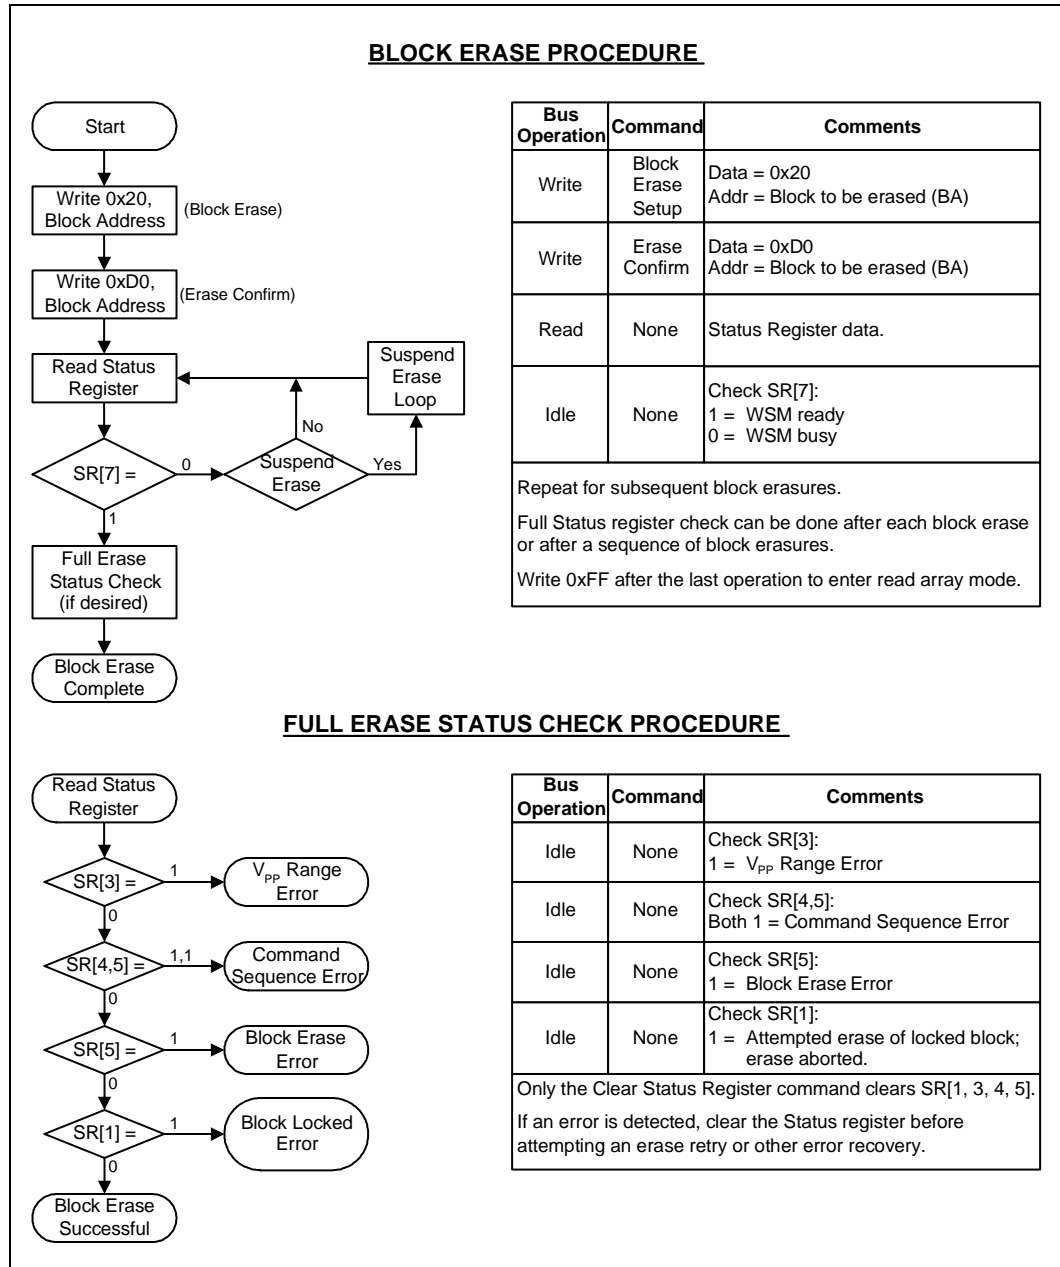 BLOCK ERASE PROCEDURE
Start
Write 0x20,
Block Address
(Block Erase)
Write 0xD0,
Block Address
(Erase Confirm)
Read Status
Register
Suspend
Erase
Loop
No
SR[7] =
0
Suspend
Erase
Yes
1
Full Erase
Status Check
(if desired)
Block Erase
Complete
Bus
Operation
Command
Comments
Write
Block
Erase
Setup
Data = 0x20
Addr = Block to be erased (BA)
Write
Erase
Confirm
Data = 0xD0
Addr = Block to be erased (BA)
Read
None
Status Register data.
Idle
None
Check SR[7]:
1 = WSM ready
0 = WSM busy
Repeat for subsequent block erasures.
Full Status register check can be done after each block erase
or after a sequence of block erasures.
Write 0xFF after the last operation to enter read array mode.
FULL ERASE STATUS CHECK PROCEDURE
Read Status
Register
SR[3] =
1
VPP Range
Error
0
SR[4,5] =
1,1
Command
Sequence Error
0
SR[5] =
1
Block Erase
Error
0
SR[1] =
1
Block Locked
Error
0
Block Erase
Successful
Bus
Operation
Command
Comments
Idle
None
Check SR[3]:
1 = VPP Range Error
Idle
None
Check SR[4,5]:
Both 1 = Command Sequence Error
Idle
None
Check SR[5]:
1 = Block Erase Error
Idle
None
Check SR[1]:
1 = Attempted erase of locked block;
erase aborted.
Only the Clear Status Register command clears SR[1, 3, 4, 5].
If an error is detected, clear the Status register before
attempting an erase retry or other error recovery.